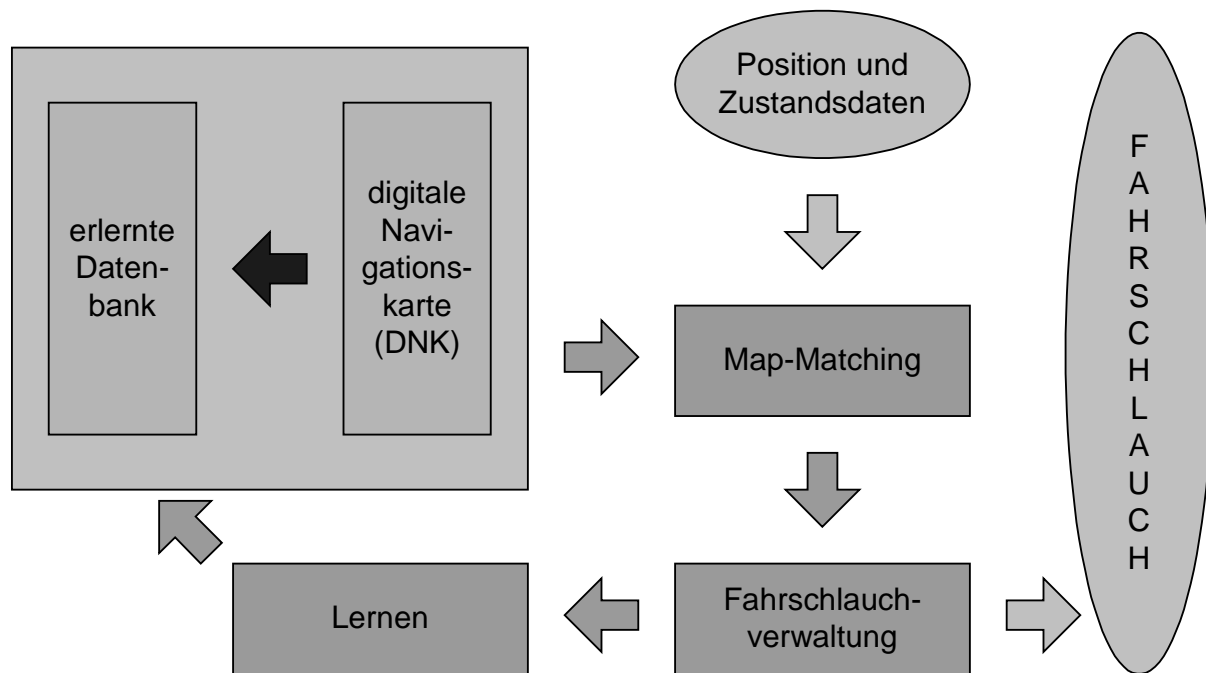 Position und
Zustandsdaten
erlernte
Daten-
bank
digitale
Navi-
gations-
karte
(DNK)
Map-Matching
Lernen
Fahrschlauch-
verwaltung
F
A
H
R
S
C
H
L
A
U
C
H